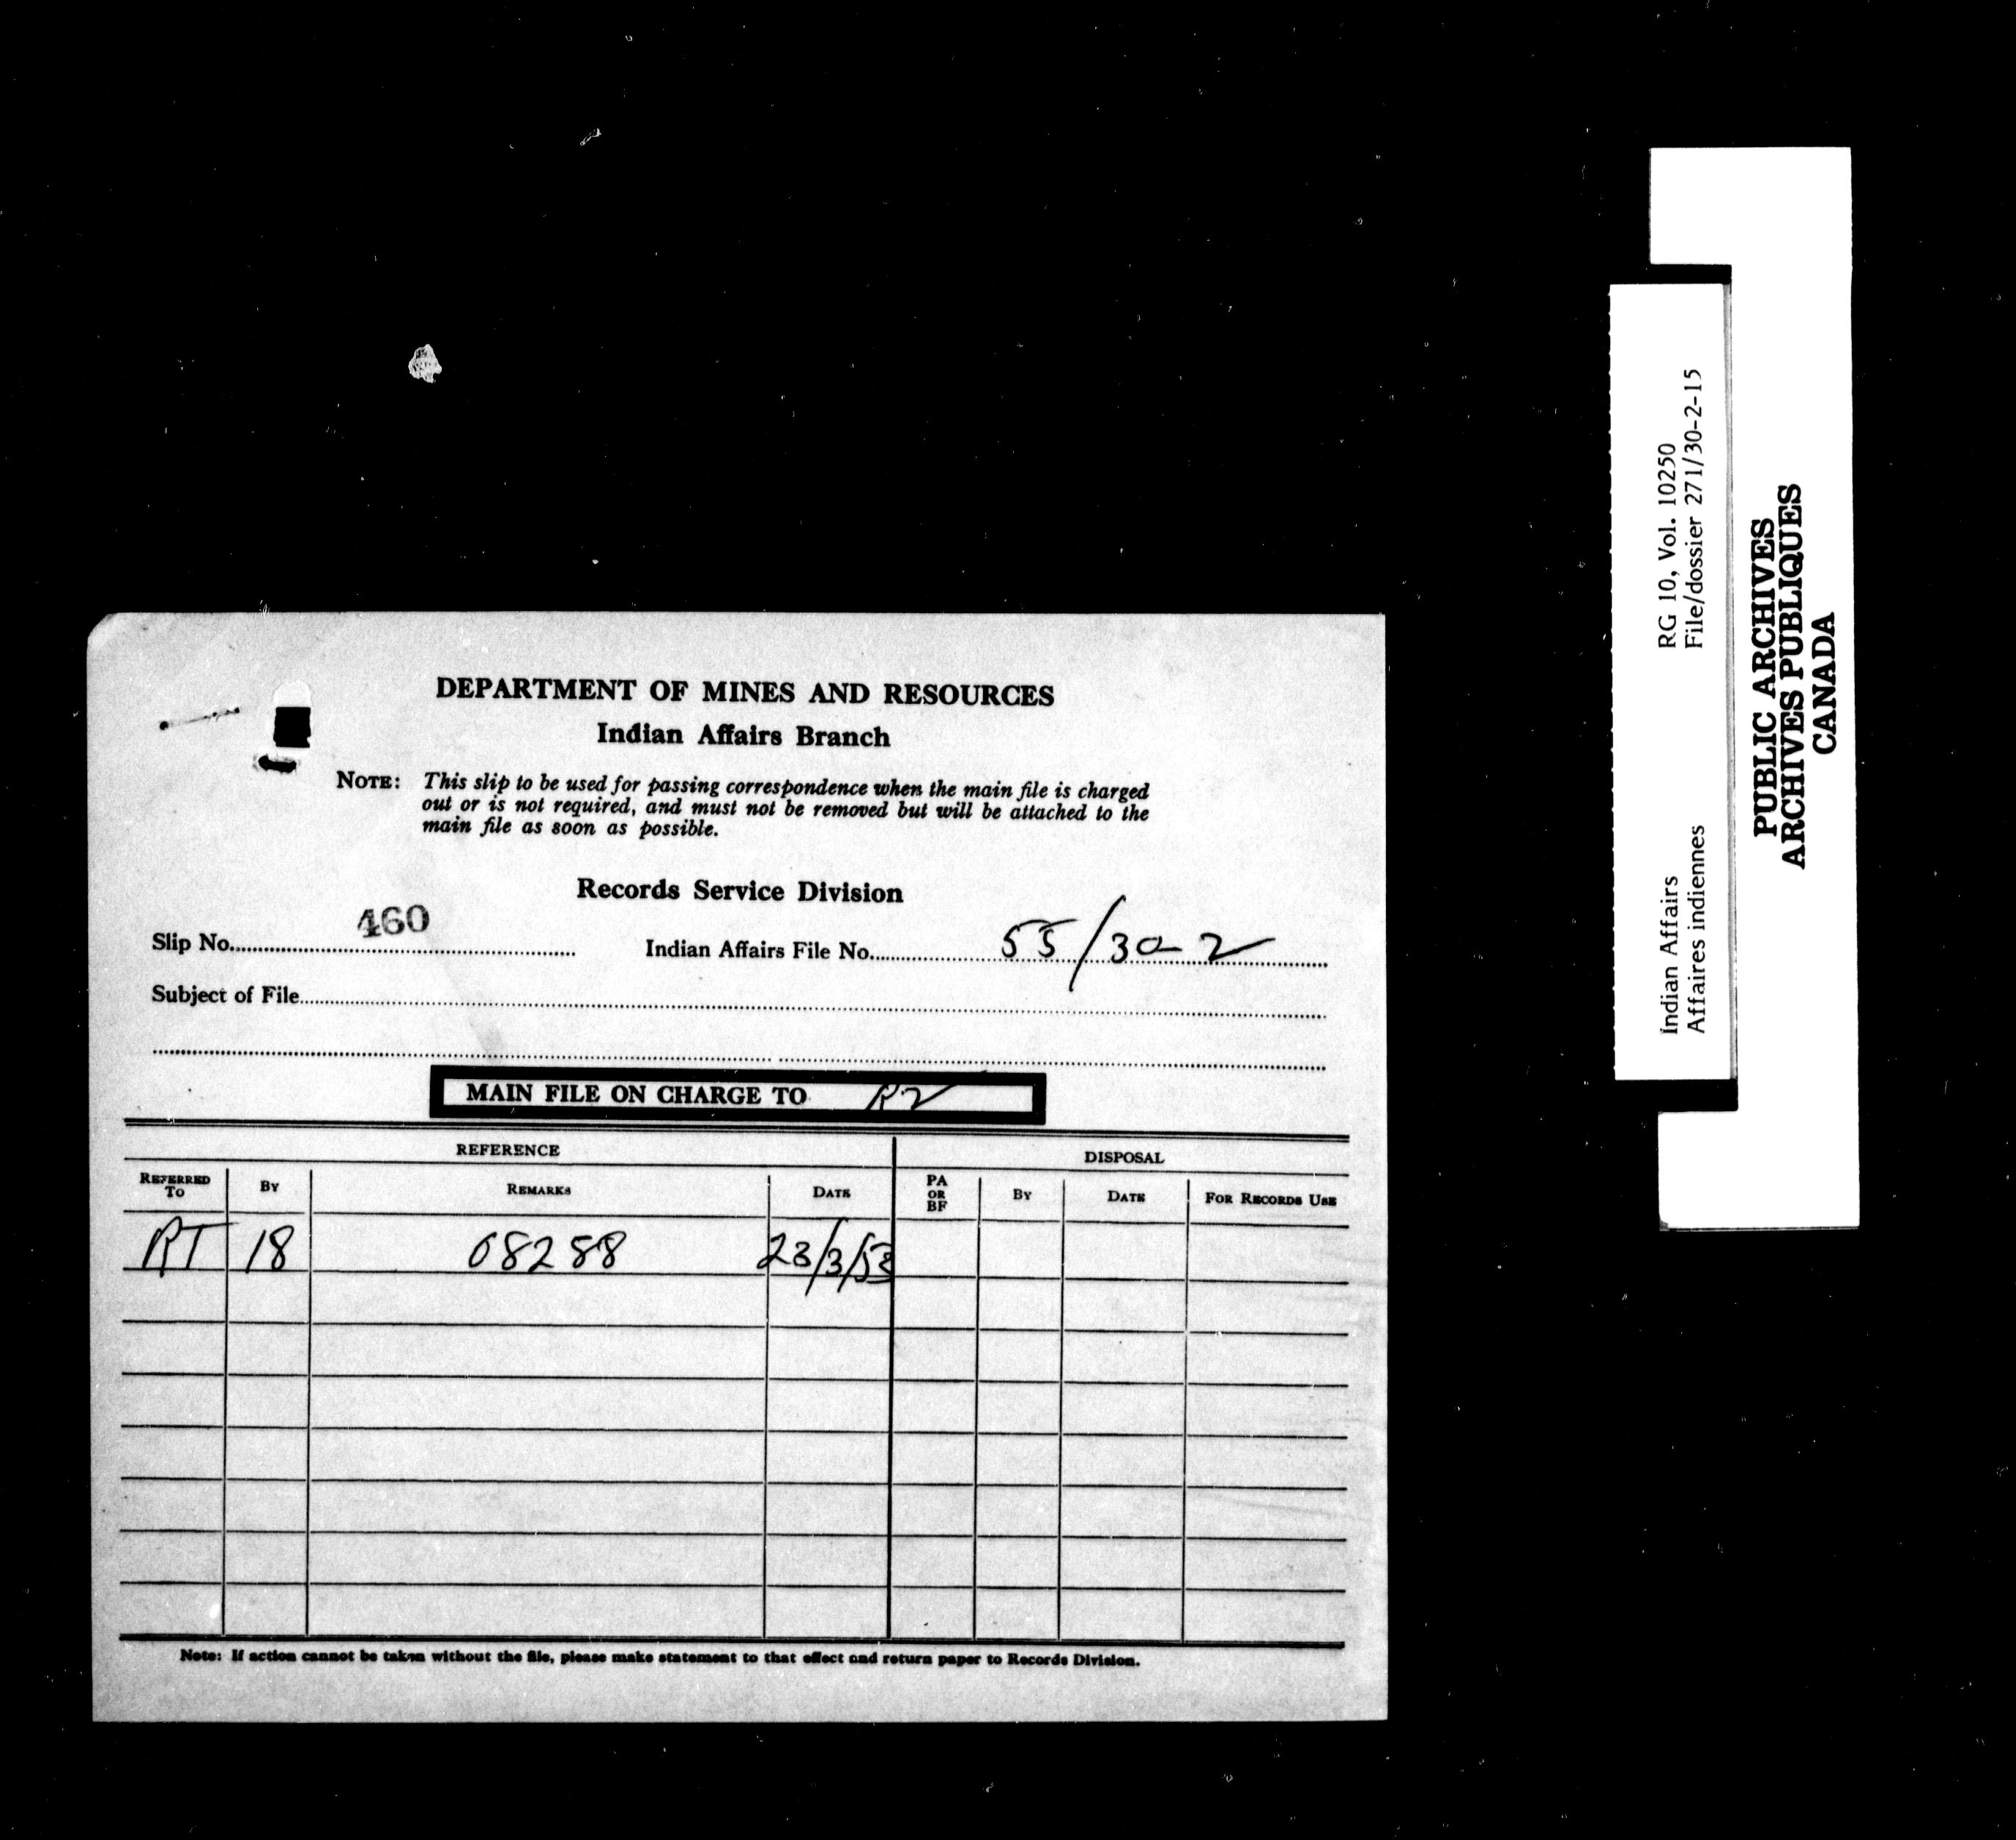 DEPARTMENT OF MINES AND RESOURCES
Indian Affairs Branch
NOTE: This slip to be used for passing correspondence when the main file is charged
out or is not required, and must not be removed but will be attached to the
main file as soon as possible.
Records Service Division
Slip No. 460 Indian Affairs File No. 55/30-2
Subject of File
MAIN FILE ON CHARGE TO R2
REFERENCE DISPOSAL
REFERRED TO BY REMARKS DATE PA OR BF BY DATE FOR RECORDS USE
RT 18 08288 23/3/53
Note: If action cannot be taken without the file, please make statement to that effect and return paper to Records Division.
Indian Affairs RG 10, Vol. 10250
Affaires indiennes File/dossier 271/30-2-15
PUBLIC ARCHIVES
ARCHIVES PUBLIQUES
CANADA